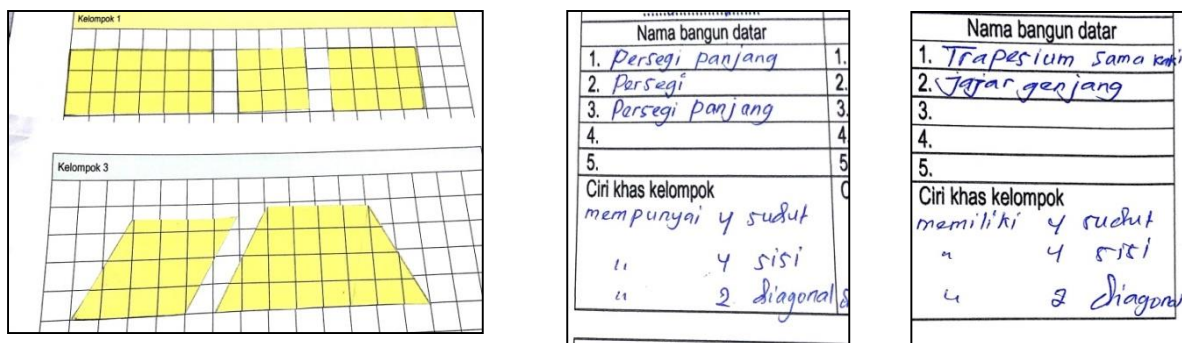 Kelompok 1
Kelompok 3
Nama bangun datar
1. Persegi panjang
2. Persegi
3. Persegi panjang
4.
5.
Ciri khas kelompok
mempunyai 4 sudut
" 4 sisi
" 2 diagonal
1.
2.
3.
4
5
Nama bangun datar
1. Trapesium sama kaki
2. Jajar genjang
3.
4.
5.
Ciri khas kelompok
memiliki 4 sudut
" 4 sisi
" 2 diagonal